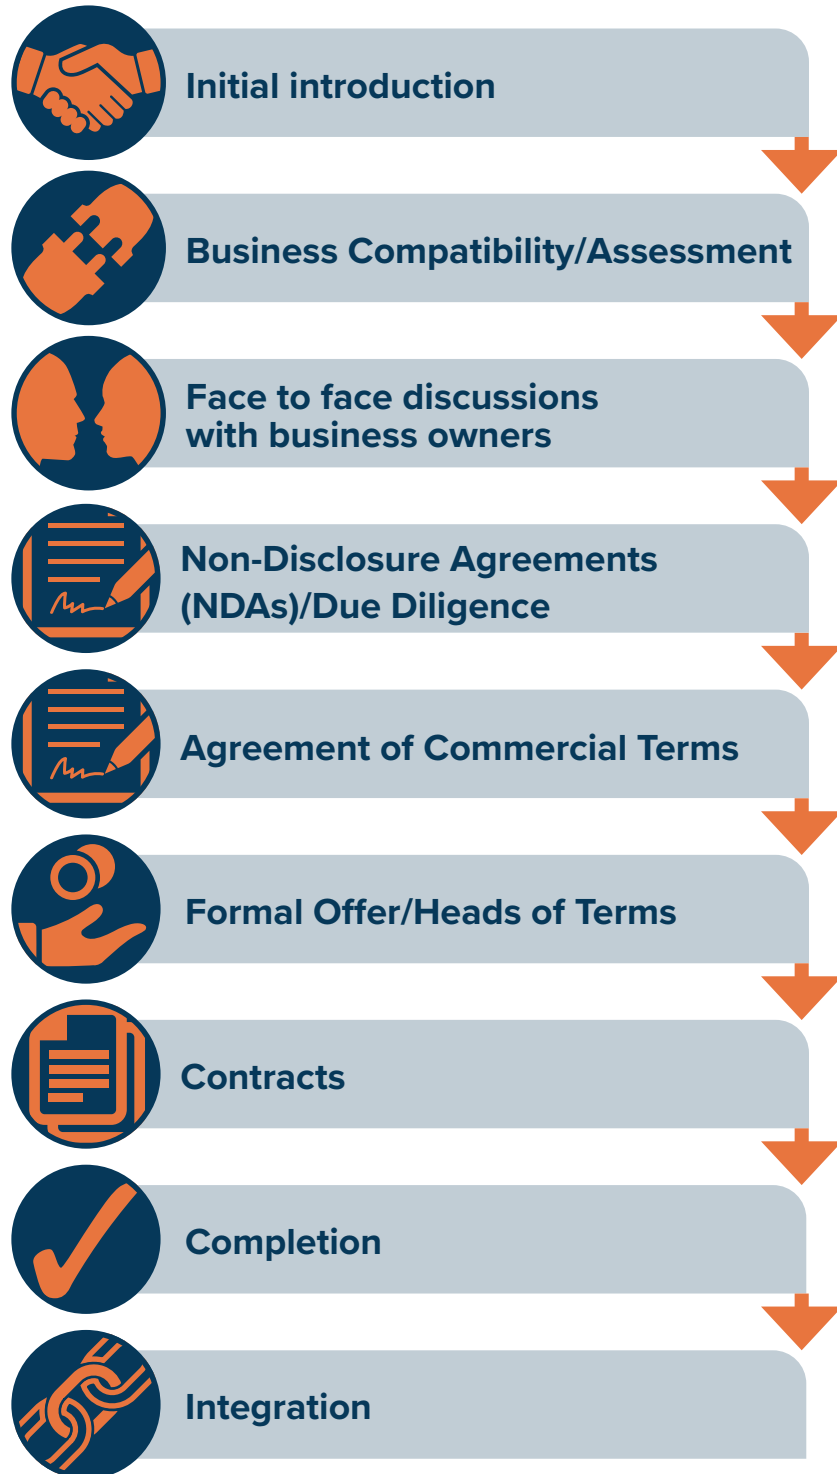 Initial introduction
Business Compatibility/Assessment
Face to face discussions
with business owners
Non-Disclosure Agreements
(NDAs)/Due Diligence
Agreement of Commercial Terms
Formal Offer/Heads of Terms
Contracts
Completion
Integration